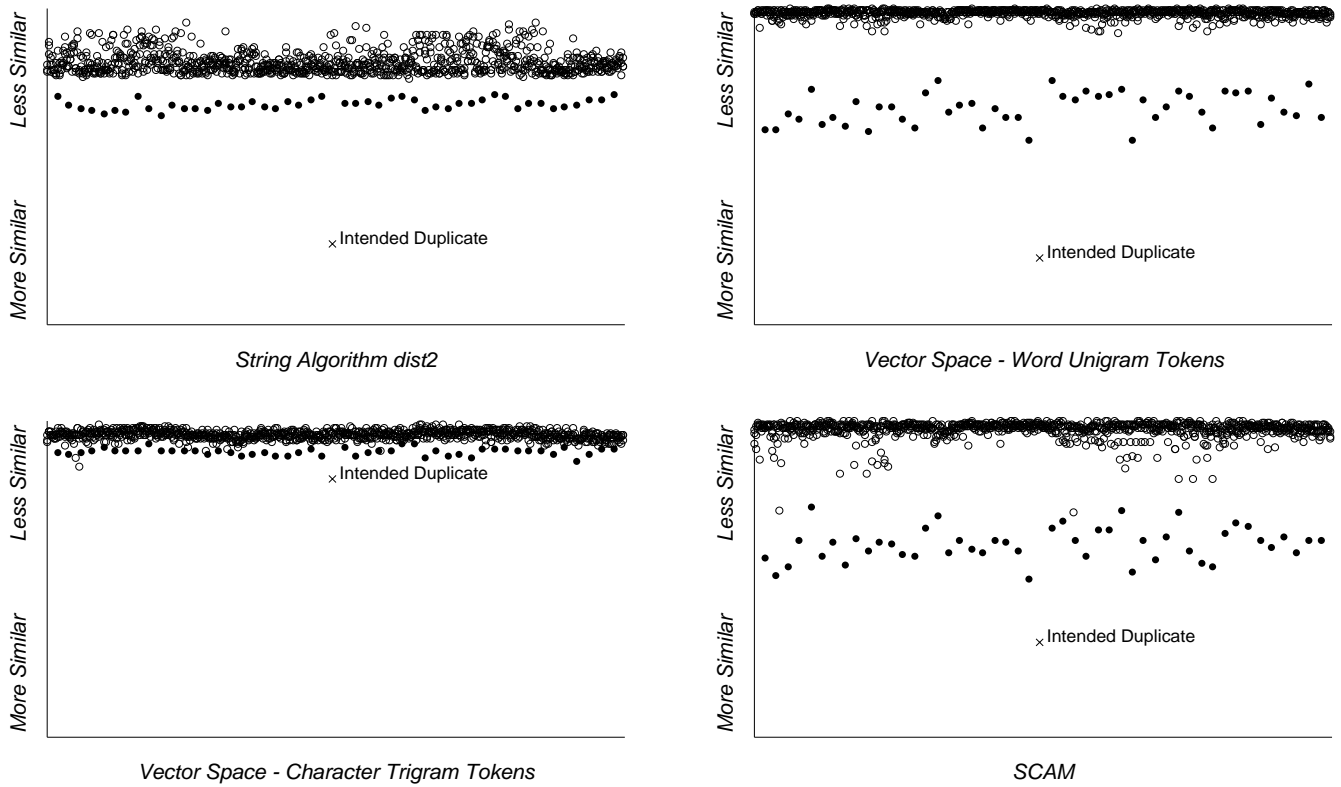 Less Similar
More Similar
Intended Duplicate
String Algorithm dist2
Less Similar
More Similar
Intended Duplicate
Vector Space - Word Unigram Tokens
Less Similar
More Similar
Intended Duplicate
Vector Space - Character Trigram Tokens
Less Similar
More Similar
Intended Duplicate
SCAM